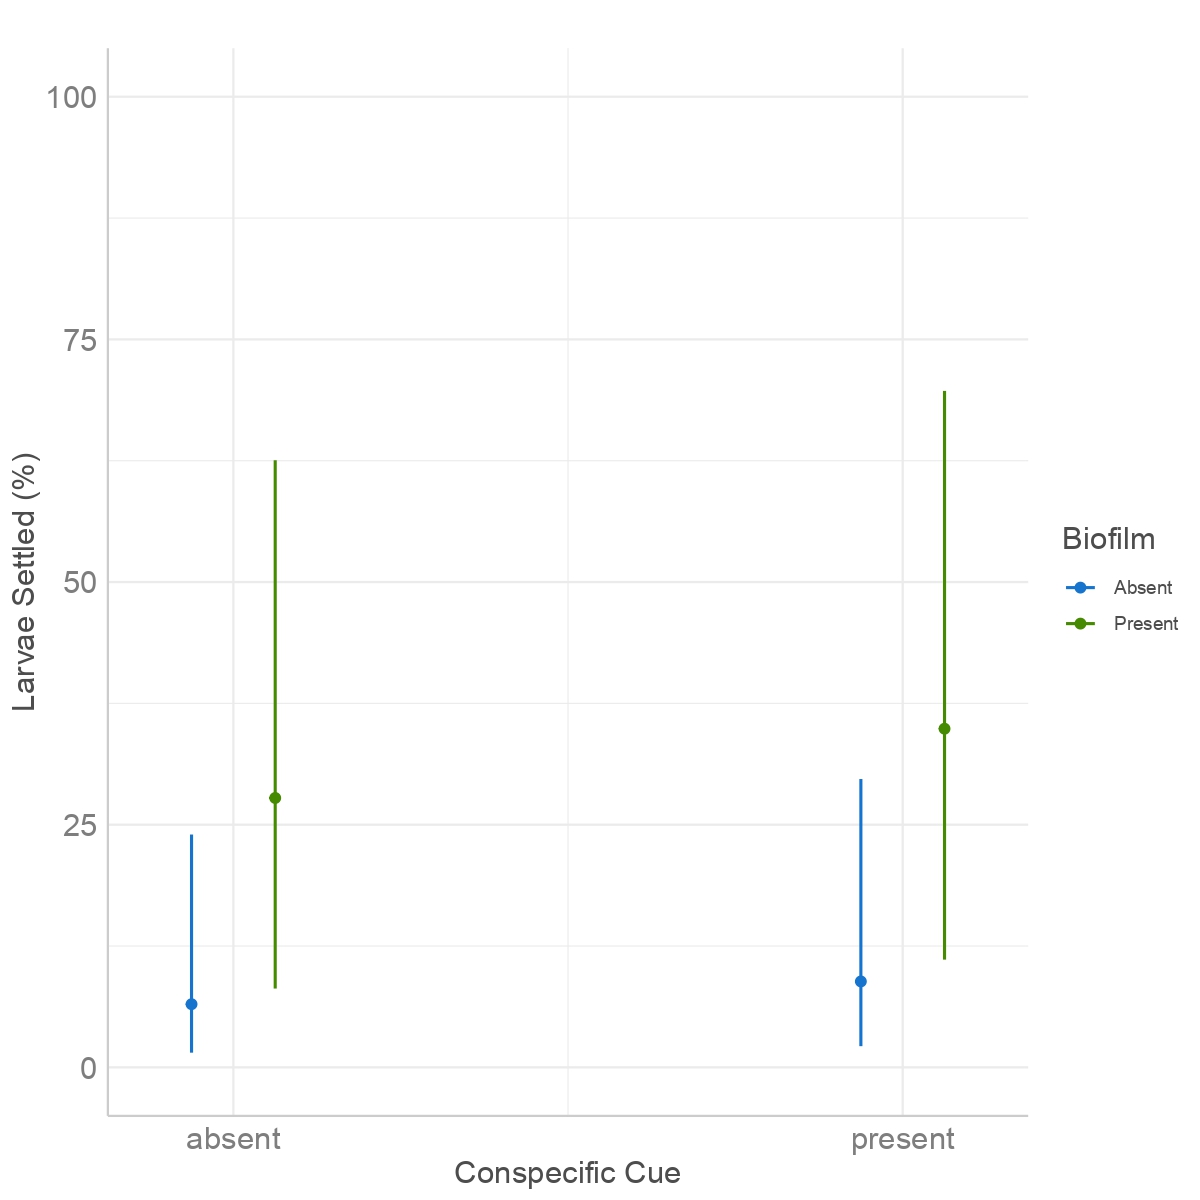 100
75
50
25
0
Larvae Settled (%)
absent
present
Conspecific Cue
Biofilm
Absent
Present